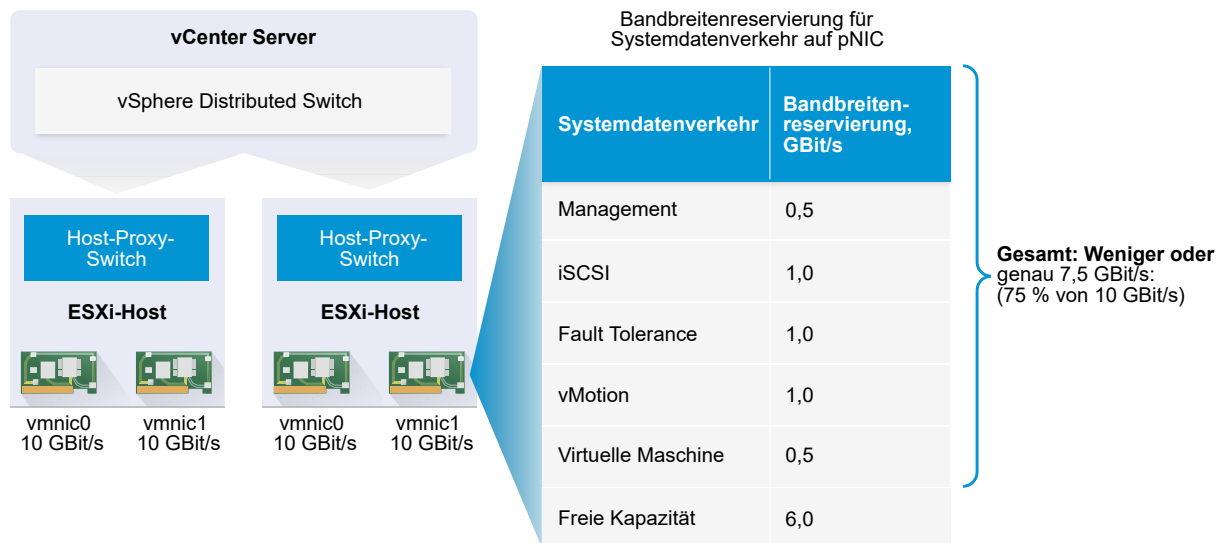 vCenter Server
vSphere Distributed Switch
Host-Proxy-
Switch
ESXi-Host
vmnic0
10 GBit/s
vmnic1
10 GBit/s
Host-Proxy-
Switch
ESXi-Host
vmnic0
10 GBit/s
vmnic1
10 GBit/s
Bandbreitenreservierung für
Systemdatenverkehr auf pNIC
Systemdatenverkehr
Bandbreiten-
reservierung,
GBit/s
Management 0,5
iSCSI 1,0
Fault Tolerance 1,0
vMotion 1,0
Virtuelle Maschine 0,5
Freie Kapazität 6,0
Gesamt: Weniger oder
genau 7,5 GBit/s:
(75 % von 10 GBit/s)